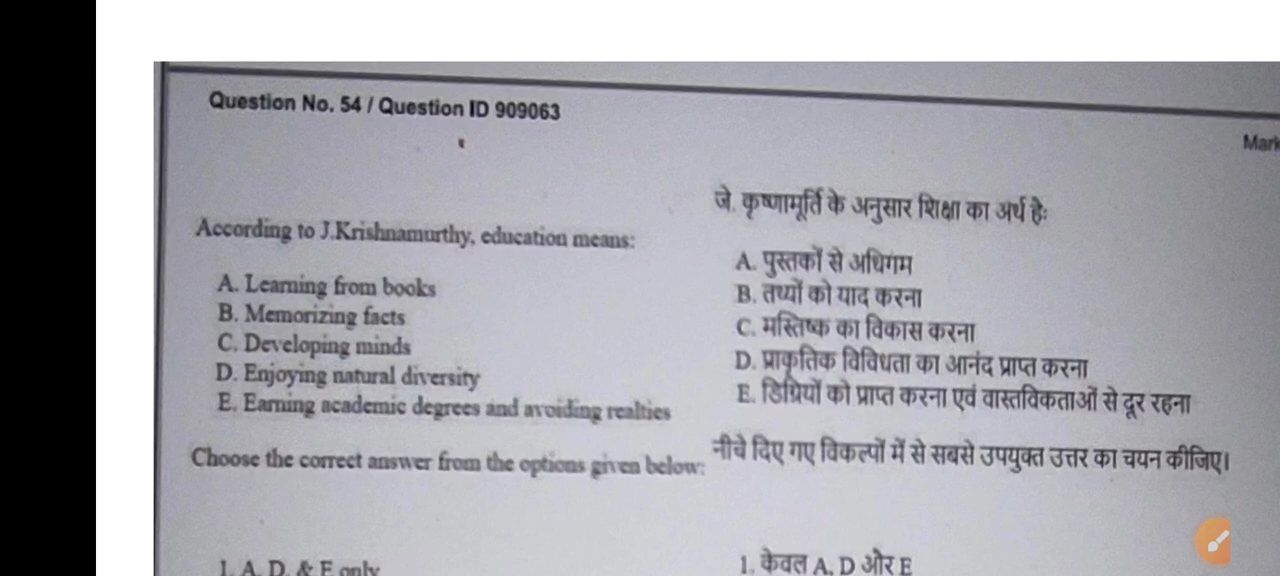 Question No. 54 / Question ID 909063
Mark
According to J.Krishnamurthy, education means:
A. Learning from books
B. Memorizing facts
C. Developing minds
D. Enjoying natural diversity
E. Earning academic degrees and avoiding realties
Choose the correct answer from the options given below:
1. A, D, & E only
जे. कृष्णामूर्ति के अनुसार शिक्षा का अर्थ है:
A. पुस्तकों से अधिगम
B. तथ्यों को याद करना
C. मस्तिष्क का विकास करना
D. प्राकृतिक विविधता का आनंद प्राप्त करना
E. डिग्रियों को प्राप्त करना एवं वास्तविकताओं से दूर रहना
नीचे दिए गए विकल्पों में से सबसे उपयुक्त उत्तर का चयन कीजिए।
1. केवल A, D और E